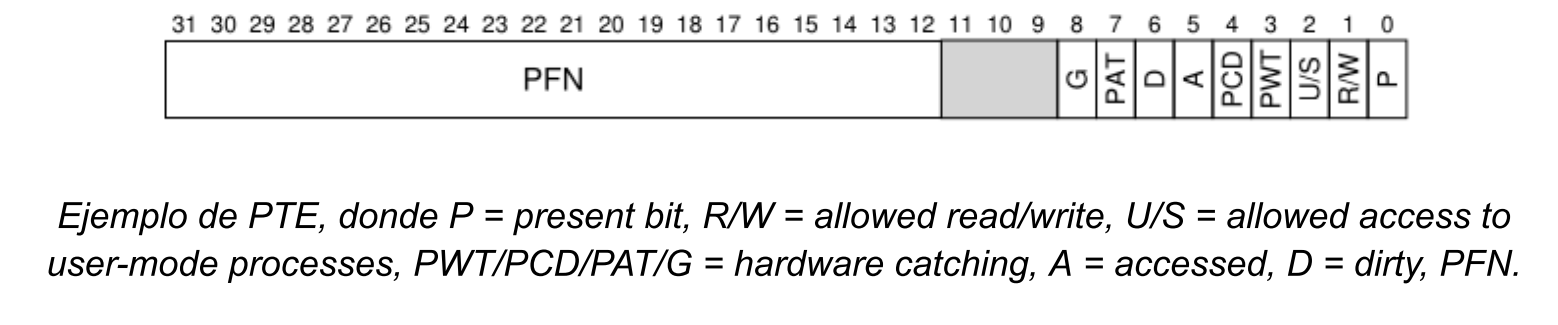 31 30 29 28 27 26 25 24 23 22 21 20 19 18 17 16 15 14 13 12 11 10 9 8 7 6 5 4 3 2 1 0
PFN G PAT D A PCD PWT U/S R/W P
Ejemplo de PTE, donde P = present bit, R/W = allowed read/write, U/S = allowed access to
user-mode processes, PWT/PCD/PAT/G = hardware catching, A = accessed, D = dirty, PFN.